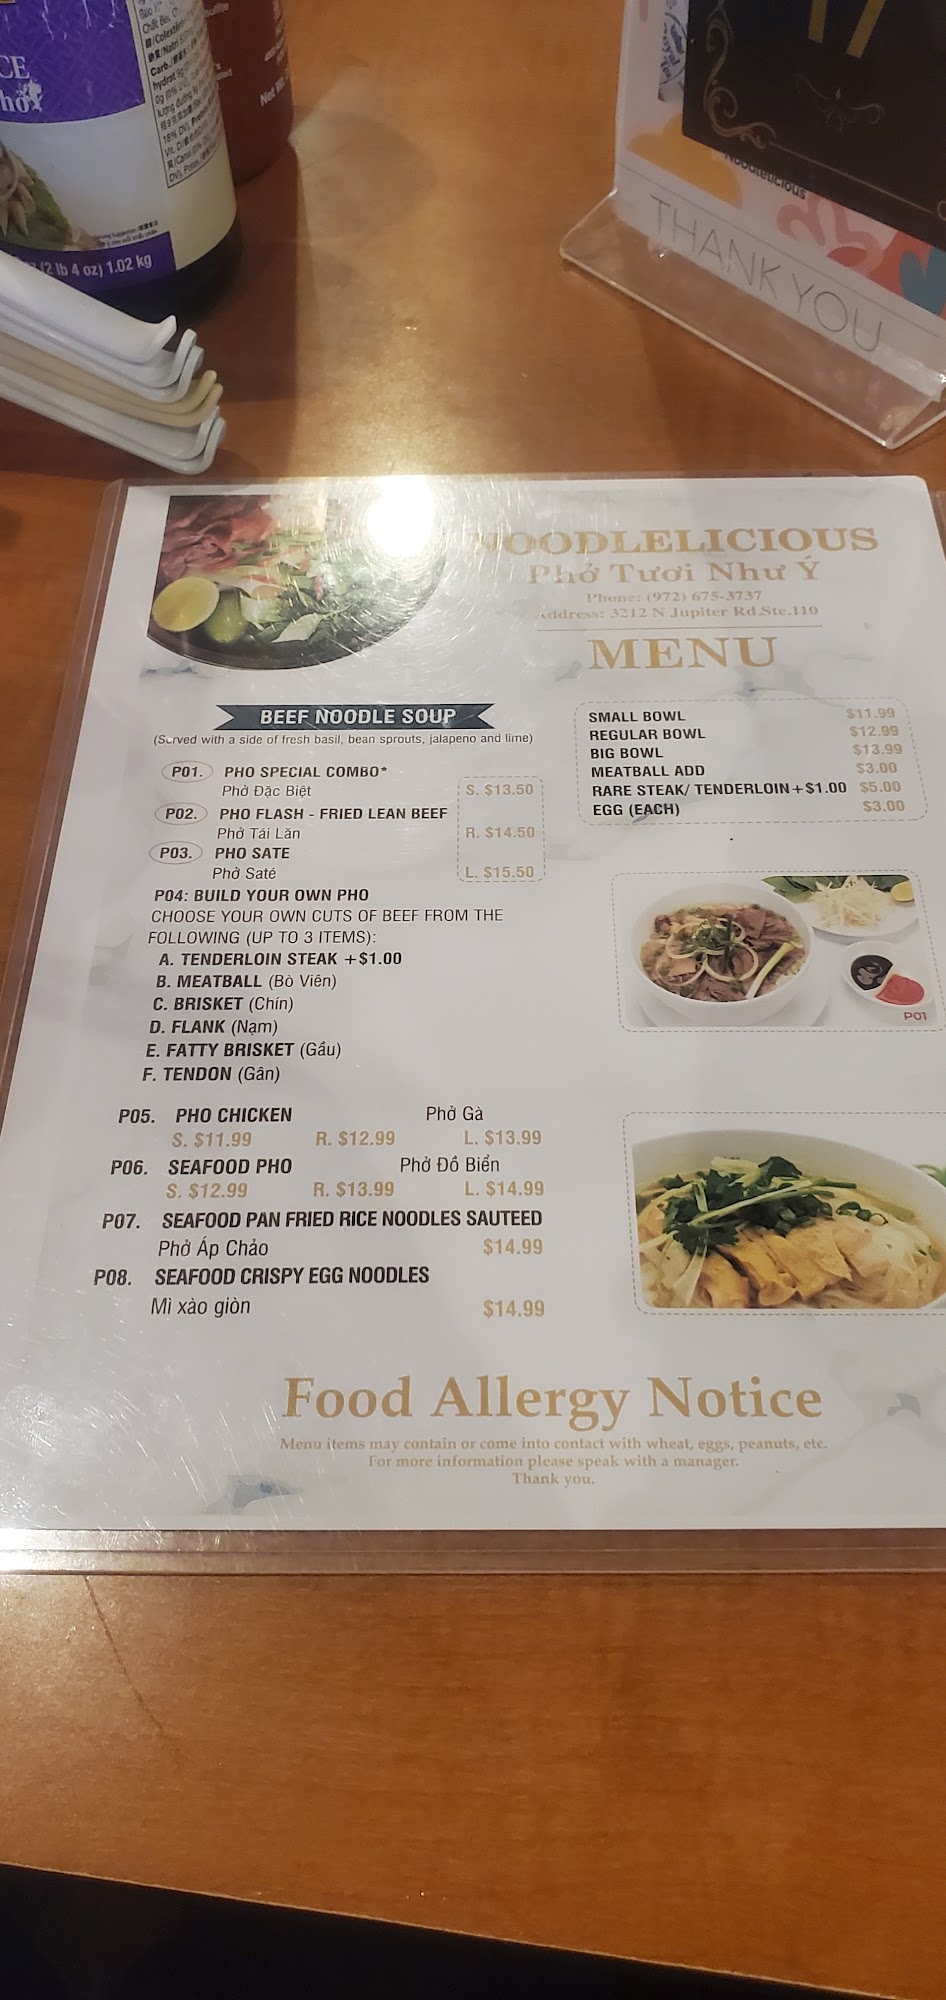 CE
(2 lb 4 oz) 1.02 kg
Noodlelicious
THANK YOU
NOODLELICIOUS
Phở Tươi Như Ý
Phone: (972) 675-3737
Address: 3212 N Jupiter Rd.Ste.110
MENU
BEEF NOODLE SOUP
(Served with a side of fresh basil, bean sprouts, jalapeno and lime)
P01. PHO SPECIAL COMBO*
Phở Đặc Biệt S. $13.50
P02. PHO FLASH - FRIED LEAN BEEF
Phở Tái Lăn R. $14.50
P03. PHO SATE
Phở Saté L. $15.50
P04: BUILD YOUR OWN PHO
CHOOSE YOUR OWN CUTS OF BEEF FROM THE
FOLLOWING (UP TO 3 ITEMS):
A. TENDERLOIN STEAK +$1.00
B. MEATBALL (Bò Viên)
C. BRISKET (Chín)
D. FLANK (Nạm)
E. FATTY BRISKET (Gầu)
F. TENDON (Gân)
P05. PHO CHICKEN Phở Gà
S. $11.99 R. $12.99 L. $13.99
P06. SEAFOOD PHO Phở Đồ Biển
S. $12.99 R. $13.99 L. $14.99
P07. SEAFOOD PAN FRIED RICE NOODLES SAUTEED
Phở Áp Chảo $14.99
P08. SEAFOOD CRISPY EGG NOODLES
Mì xào giòn $14.99
SMALL BOWL $11.99
REGULAR BOWL $12.99
BIG BOWL $13.99
MEATBALL ADD $3.00
RARE STEAK/ TENDERLOIN+$1.00 $5.00
EGG (EACH) $3.00
P01
Food Allergy Notice
Menu items may contain or come into contact with wheat, eggs, peanuts, etc.
For more information please speak with a manager.
Thank you.